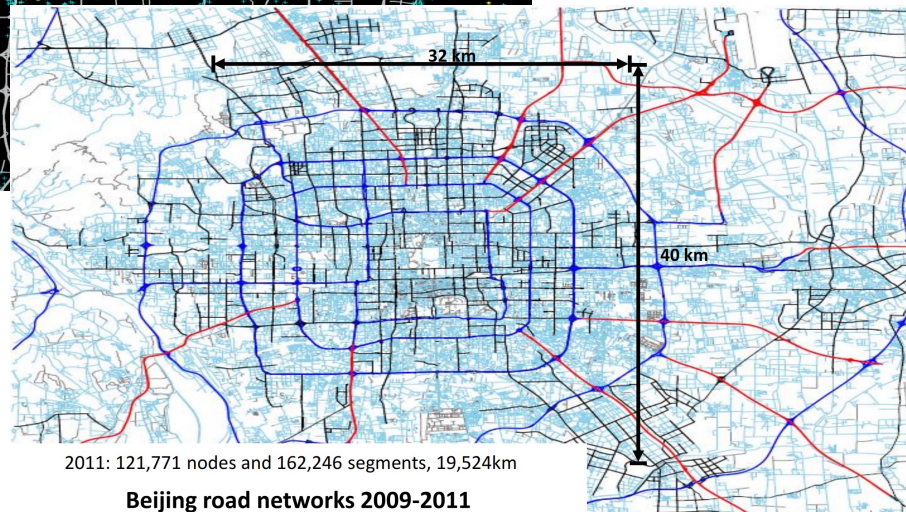 32 km
40 km
2011: 121,771 nodes and 162,246 segments, 19,524km
Beijing road networks 2009-2011